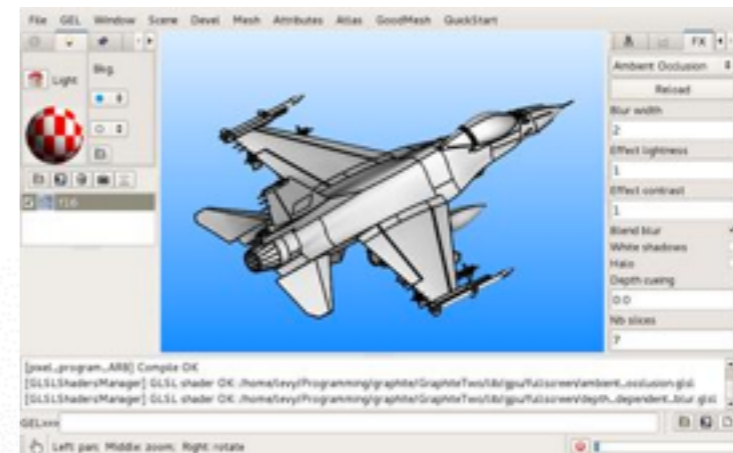 File GEL Window Scene Devel Mesh Attributes Atlas GoodMesh QuickStart
Light
Bkg.
f16
FX
Ambient Occlusion
Reload
Blur width
2
Effect lightness
1
Effect contrast
1
Blend blur
White shadows
Halo
Depth cueing
0.0
Nb slices
7
[pixel_program_ARB] Compile OK
[GLSLShadersManager] GLSL shader OK: /home/levy/Programming/graphite/GraphiteTwo/lib/gpu/fullscreen/ambient_occlusion.glsl
[GLSLShadersManager] GLSL shader OK: /home/levy/Programming/graphite/GraphiteTwo/lib/gpu/fullscreen/depth_dependent_blur.glsl
GEL>>>
Left: pan; Middle: zoom; Right: rotate